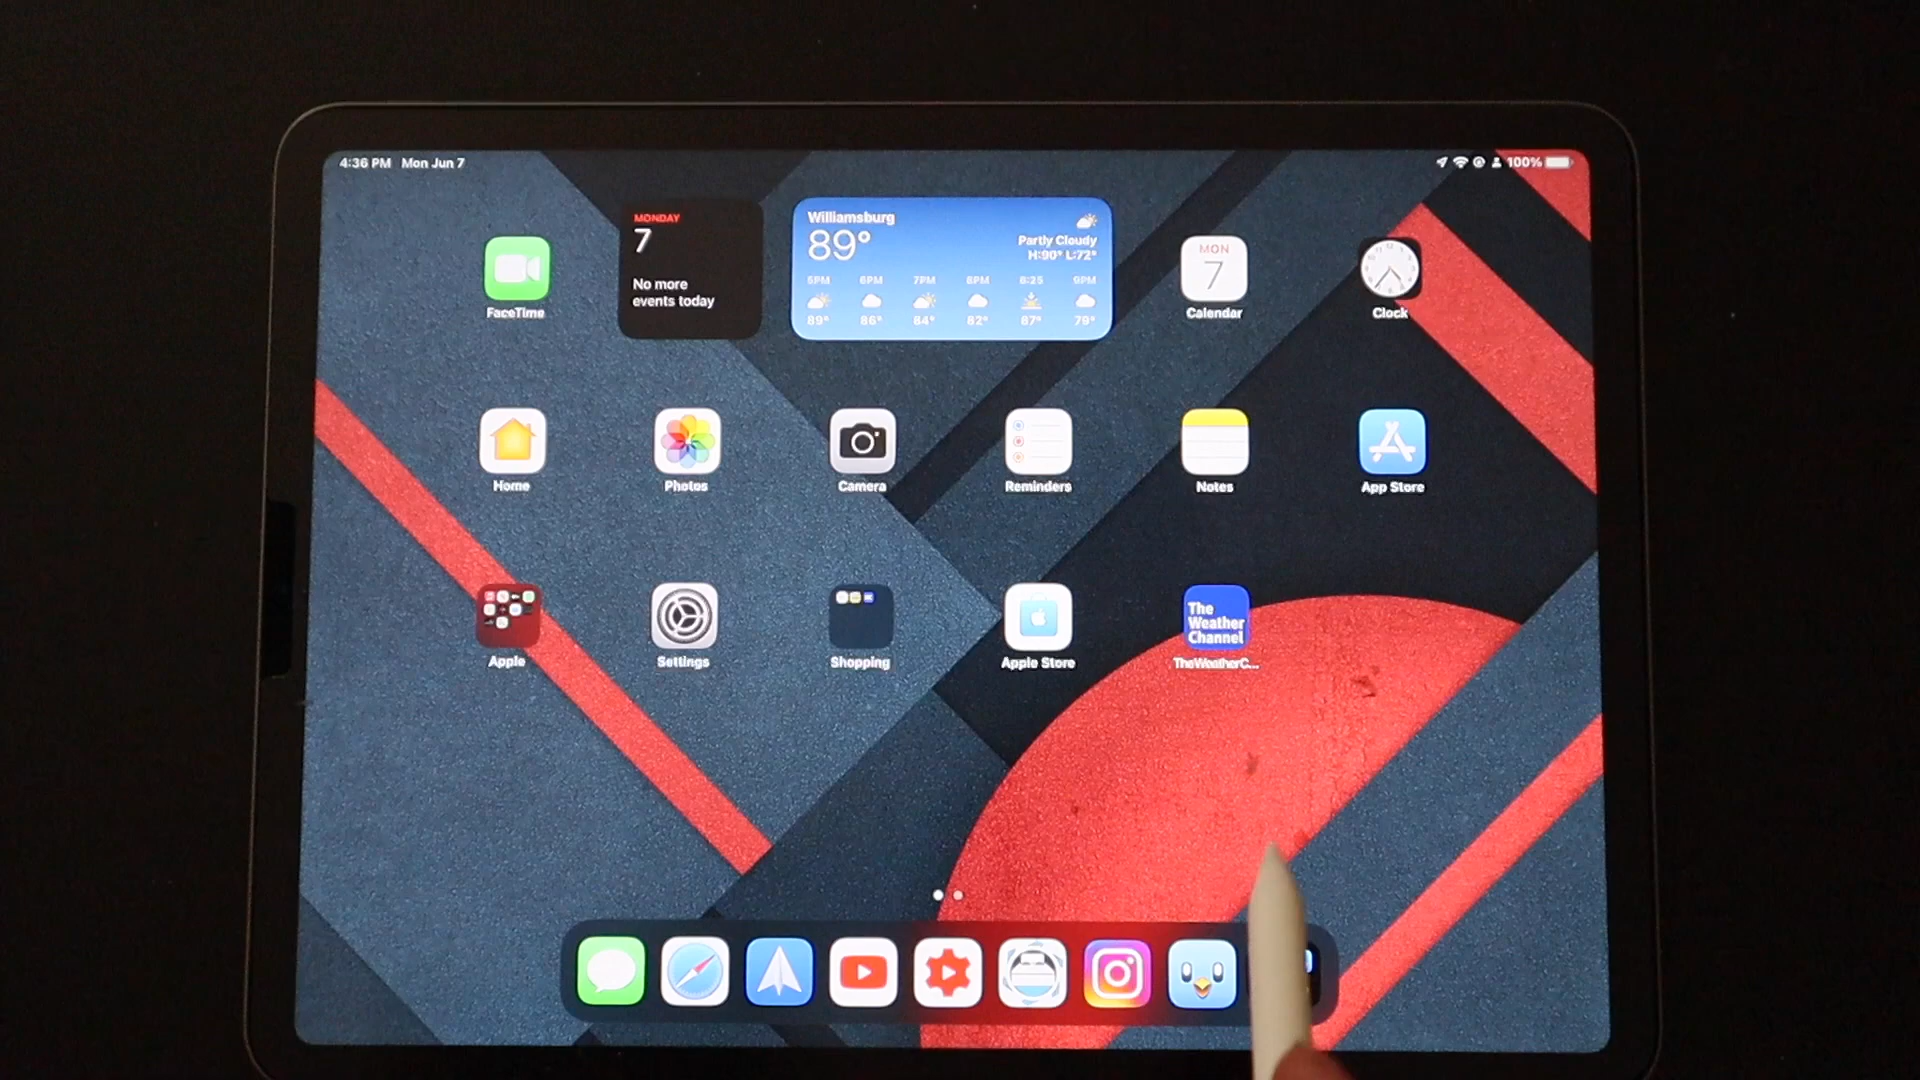 4:36 PM Mon Jun 7
100%
MONDAY
7
No more
events today
Williamsburg
89°
Partly Cloudy
H:90° L:72°
5PM 6PM 7PM 8PM 8:25 9PM
89° 86° 84° 82° 87° 79°
MON
7
FaceTime
Calendar
Clock
Home
Photos
Camera
Reminders
Notes
App Store
The
Weather
Channel
Apple
Settings
Shopping
Apple Store
TheWeatherC...